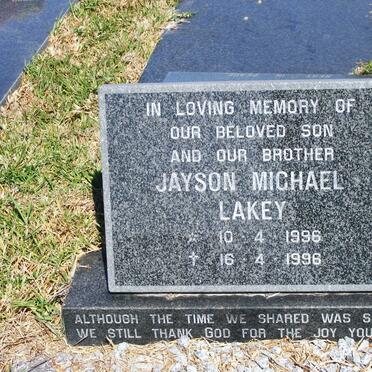 IN LOVING MEMORY OF
OUR BELOVED SON
AND OUR BROTHER
JAYSON MICHAEL
LAKEY
☆ 10 4 1996
✝ 16 4 1996
ALTHOUGH THE TIME WE SHARED WAS S
WE STILL THANK GOD FOR THE JOY YOU